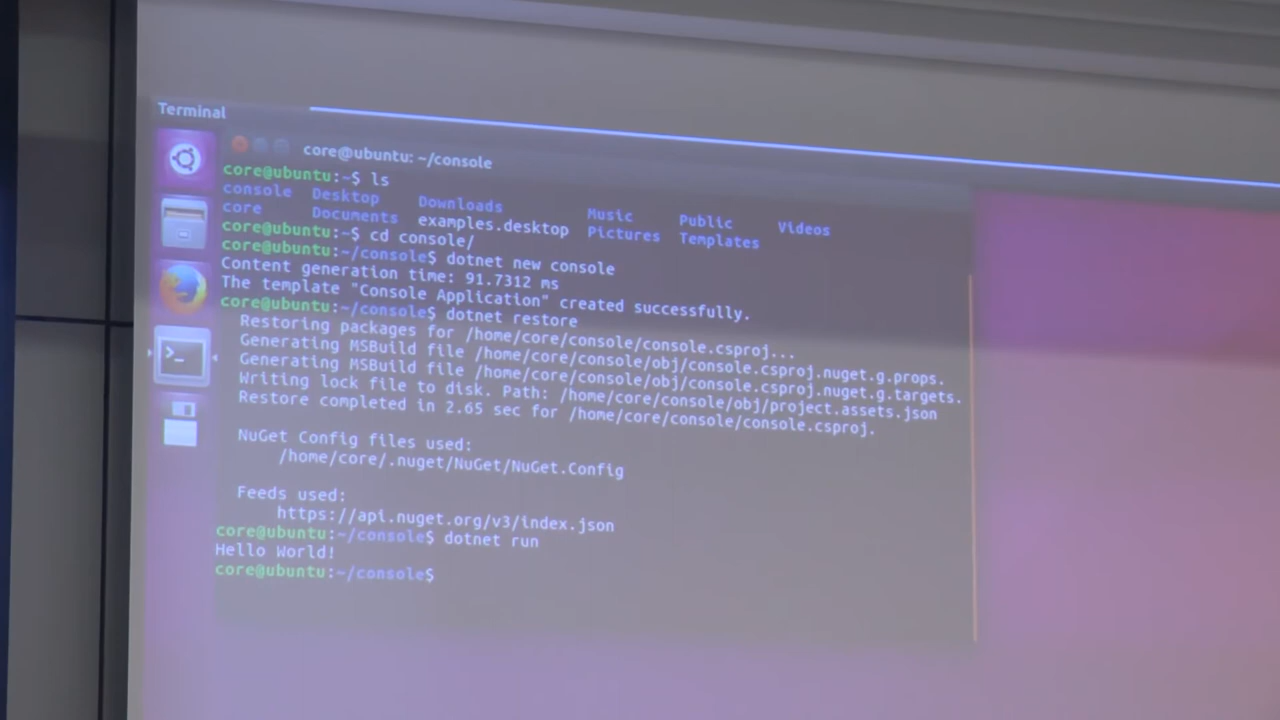 Terminal
core@ubuntu: ~/console
core@ubuntu:~$ ls
console Desktop Downloads Music Public Videos
core Documents examples.desktop Pictures Templates
core@ubuntu:~$ cd console/
core@ubuntu:~/console$ dotnet new console
Content generation time: 91.7312 ms
The template "Console Application" created successfully.
core@ubuntu:~/console$ dotnet restore
Restoring packages for /home/core/console/console.csproj...
Generating MSBuild file /home/core/console/obj/console.csproj.nuget.g.props.
Generating MSBuild file /home/core/console/obj/console.csproj.nuget.g.targets.
Writing lock file to disk. Path: /home/core/console/obj/project.assets.json
Restore completed in 2.65 sec for /home/core/console/console.csproj.
NuGet Config files used:
/home/core/.nuget/NuGet/NuGet.Config
Feeds used:
https://api.nuget.org/v3/index.json
core@ubuntu:~/console$ dotnet run
Hello World!
core@ubuntu:~/console$